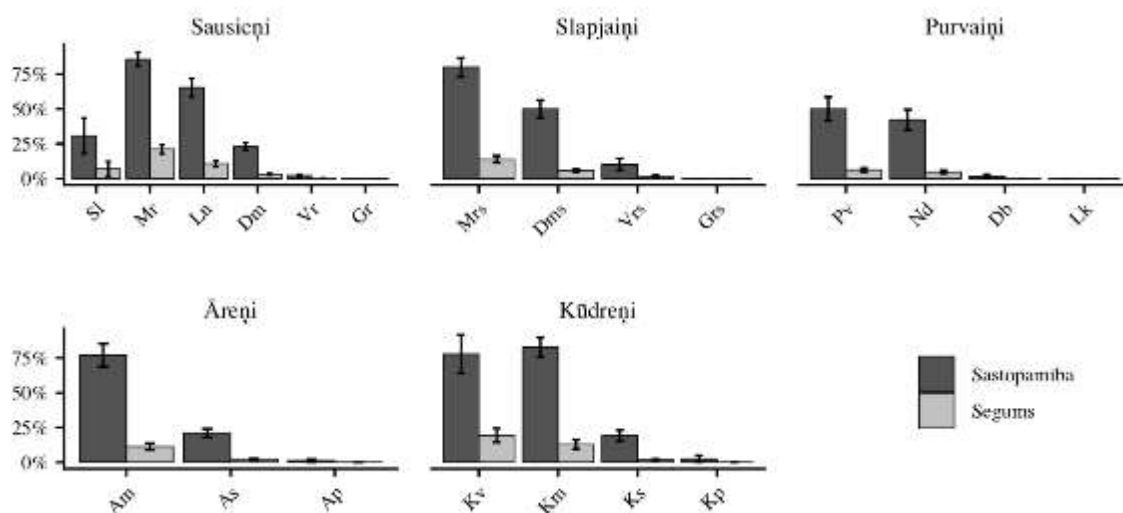 Sausieņi
Slapjaiņi
Purvaiņi
75%
50%
25%
0%
Sl
Mr
Ln
Dm
Vr
Gr
Mrs
Dms
Vrs
Grs
Pv
Nd
Db
Lk
Āreņi
Kūdreņi
75%
50%
25%
0%
Am
As
Ap
Kv
Km
Ks
Kp
Sastopamība
Segums